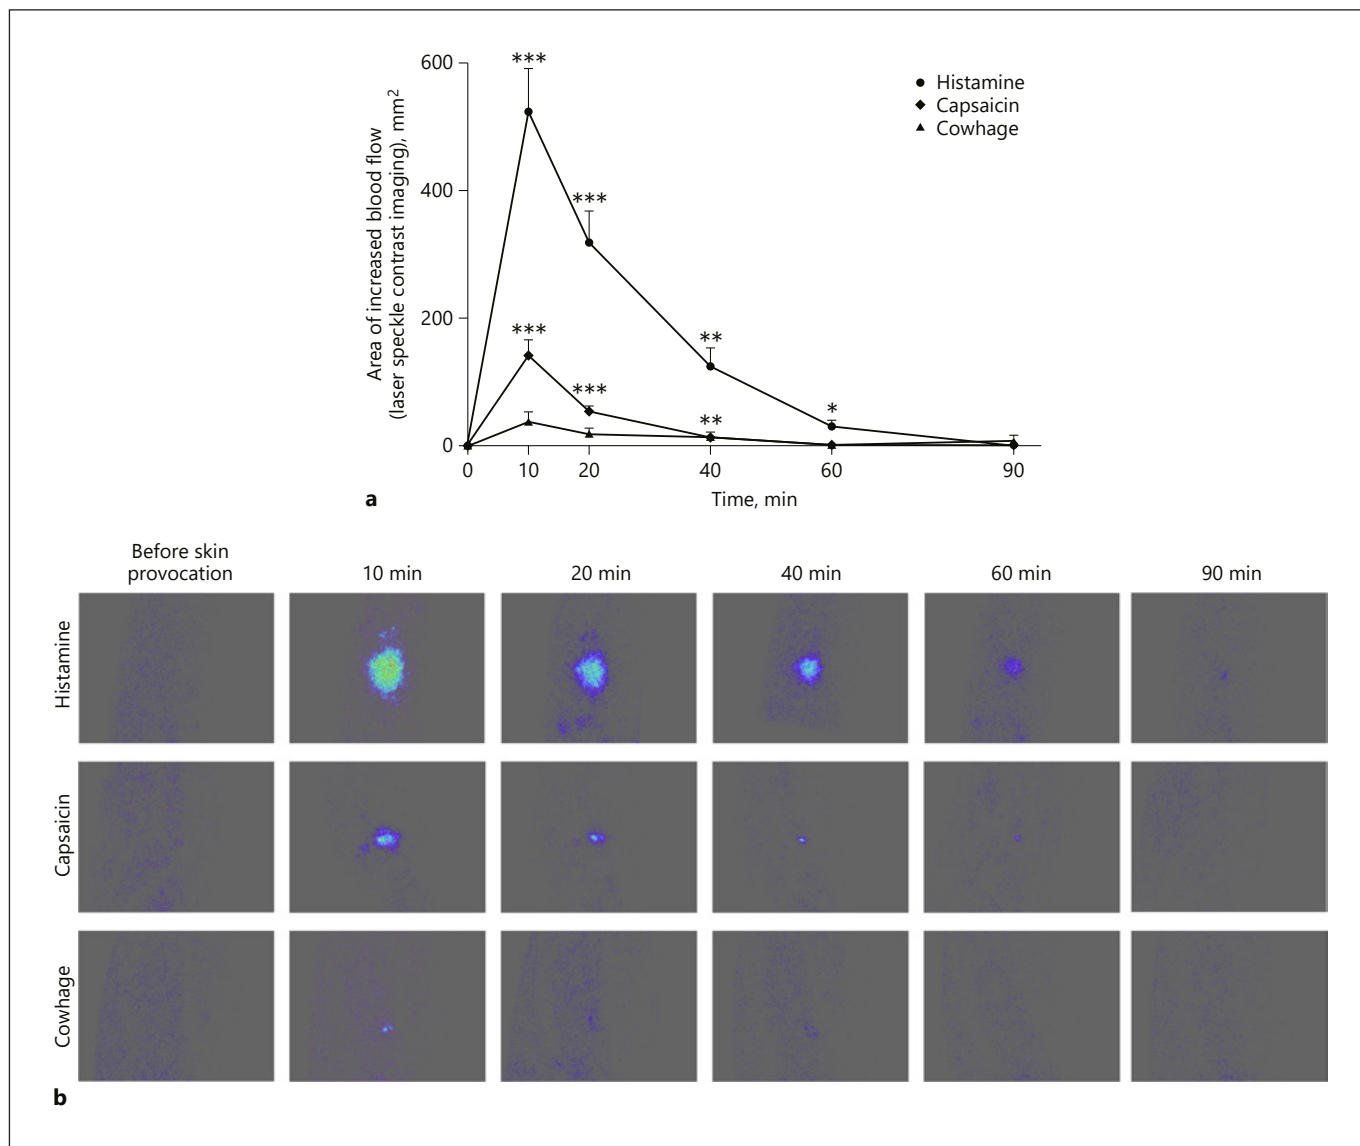 600
400
200
0
Area of increased blood flow
(laser speckle contrast imaging), mm²
***
***
**
*
***
***
**
Histamine
Capsaicin
Cowhage
0 10 20 40 60 90
Time, min
a
Before skin
provocation
10 min 20 min 40 min 60 min 90 min
Histamine
Capsaicin
Cowhage
b